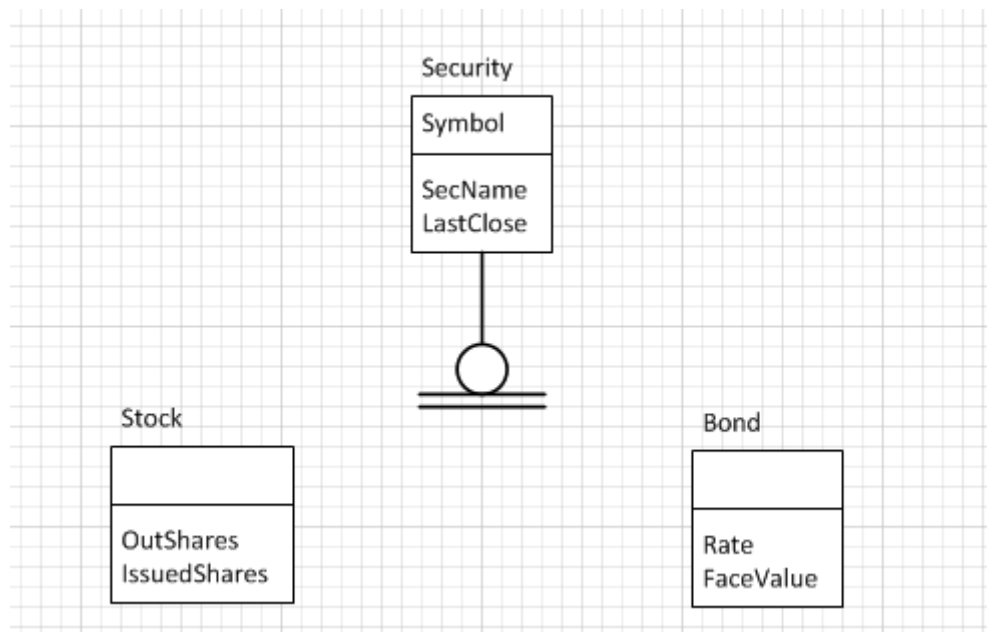 Security
Symbol
SecName
LastClose
Stock
OutShares
IssuedShares
Bond
Rate
FaceValue